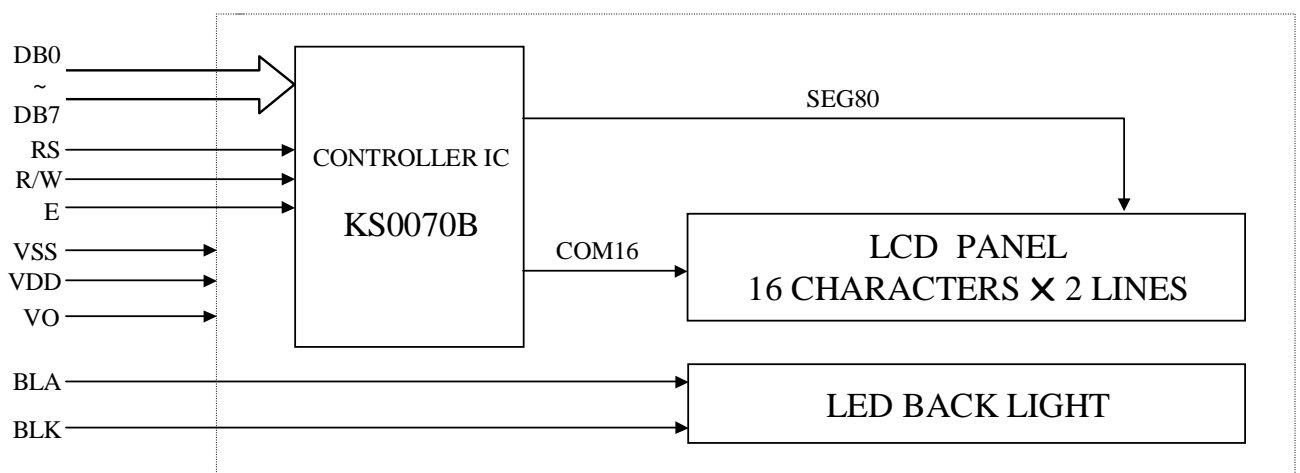 DB0
~
DB7
RS
R/W
E
VSS
VDD
VO
BLA
BLK
CONTROLLER IC
KS0070B
SEG80
COM16
LCD PANEL
16 CHARACTERS X 2 LINES
LED BACK LIGHT